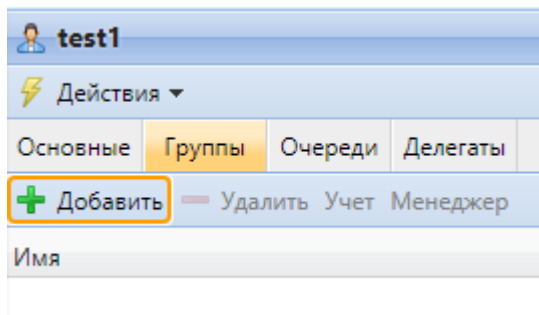 test1
Действия
Основные Группы Очереди Делегаты
Добавить Удалить Учет Менеджер
Имя